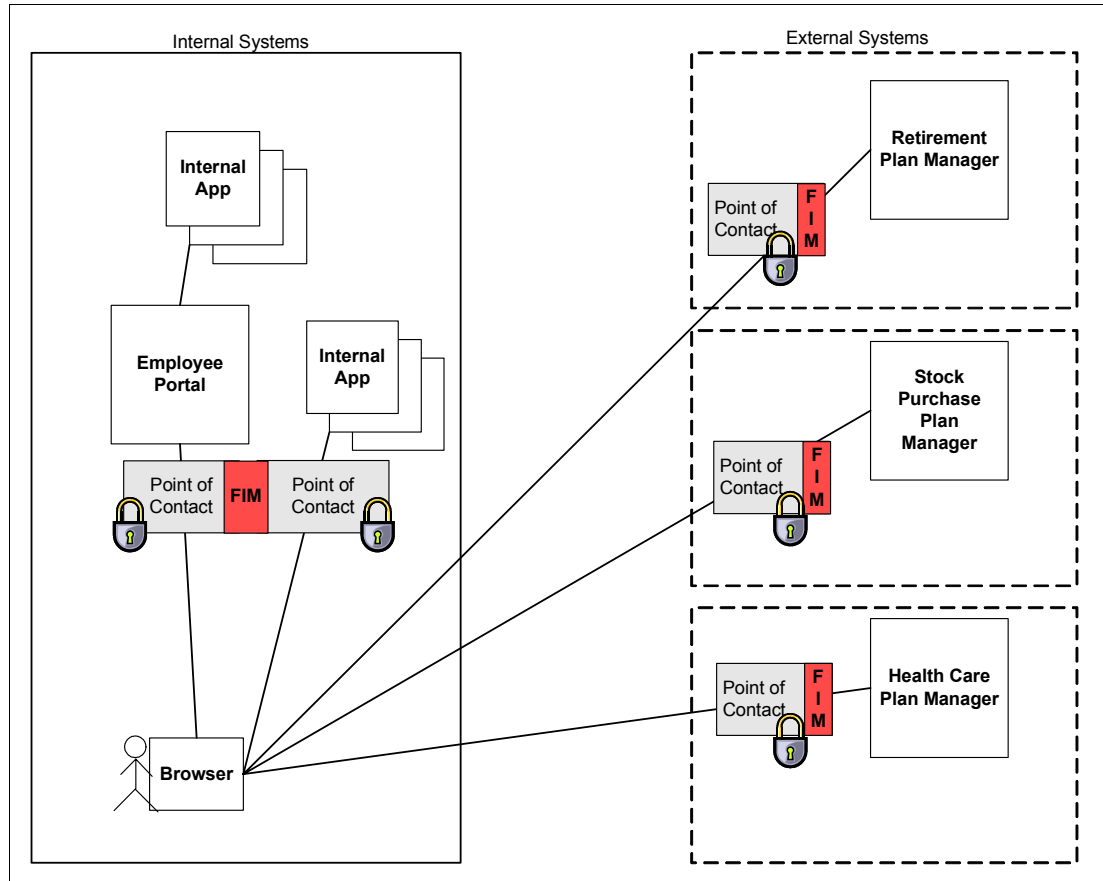 Internal Systems
Internal
App
Employee
Portal
Internal
App
Point of
Contact
FIM
Point of
Contact
Browser
External Systems
Retirement
Plan Manager
Point of
Contact
F
I
M
Stock
Purchase
Plan
Manager
Point of
Contact
F
I
M
Health Care
Plan Manager
Point of
Contact
F
I
M